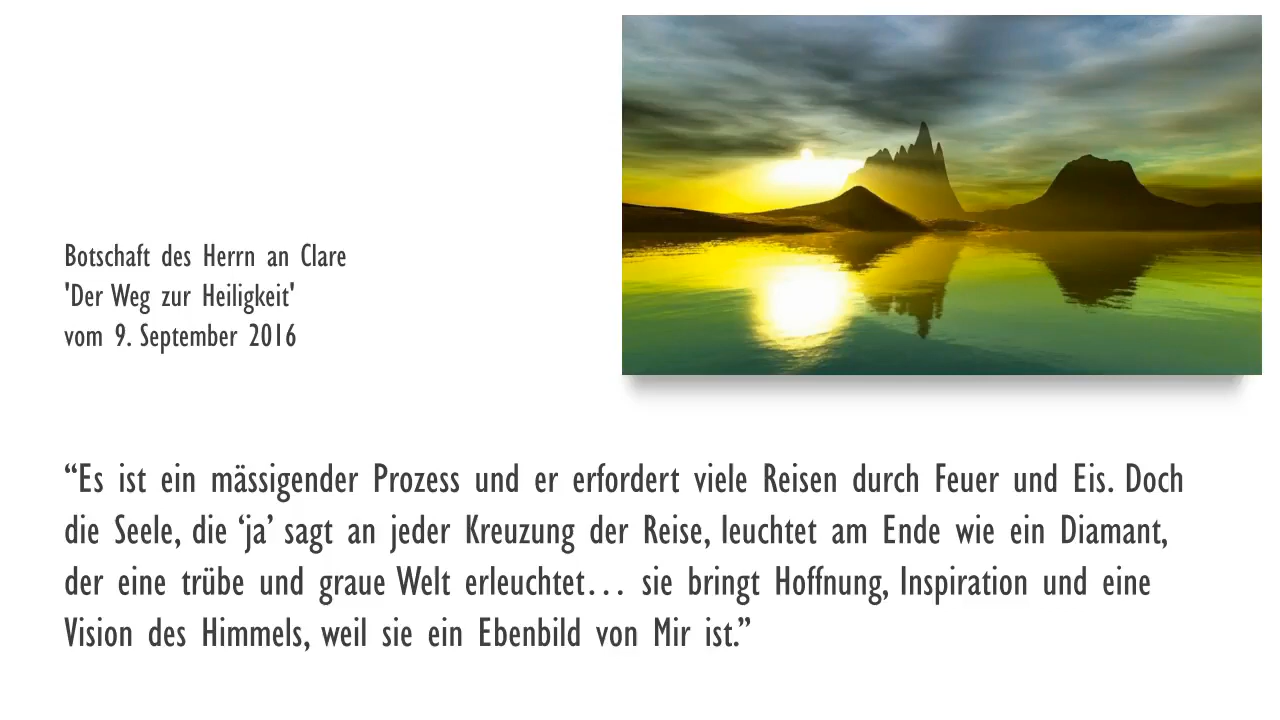 Botschaft des Herrn an Clare
'Der Weg zur Heiligkeit'
vom 9. September 2016
“Es ist ein mässigender Prozess und er erfordert viele Reisen durch Feuer und Eis. Doch
die Seele, die ‘ja’ sagt an jeder Kreuzung der Reise, leuchtet am Ende wie ein Diamant,
der eine trübe und graue Welt erleuchtet… sie bringt Hoffnung, Inspiration und eine
Vision des Himmels, weil sie ein Ebenbild von Mir ist.”